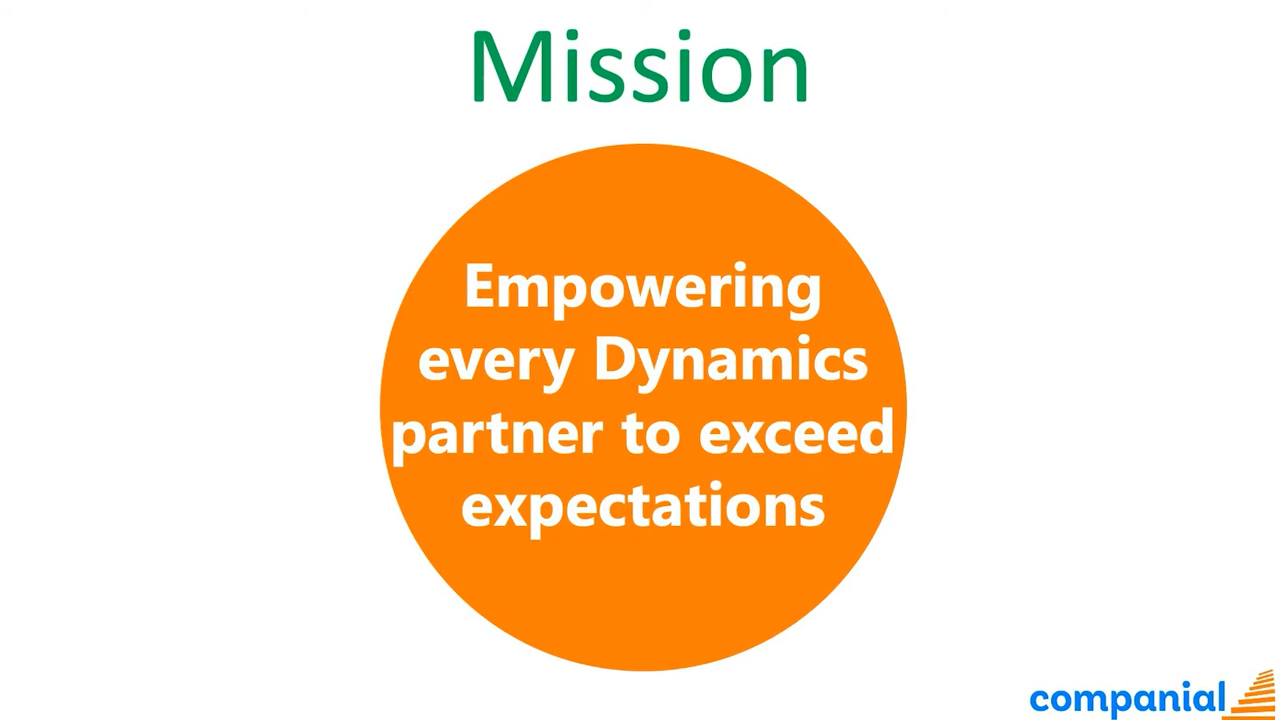 Mission
Empowering
every Dynamics
partner to exceed
expectations
companial